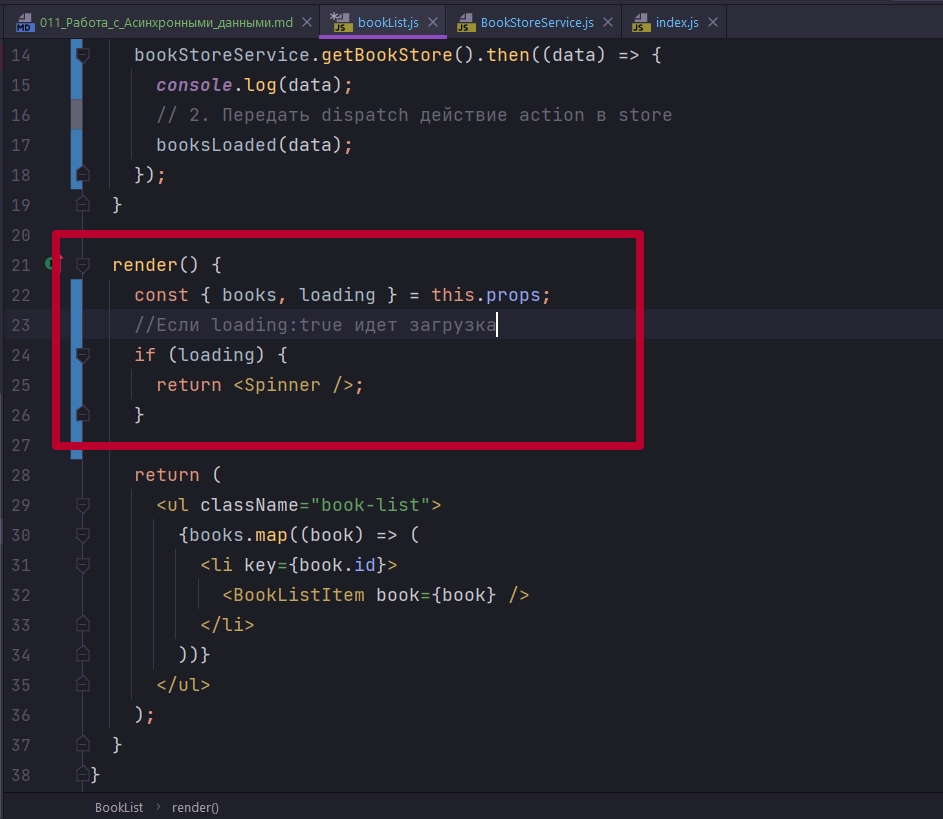 011_Работа_с_Асинхронными_данными.md bookList.js BookStoreService.js index.js
14 bookStoreService.getBookStore().then((data) => {
15 console.log(data);
16 // 2. Передать dispatch действие action в store
17 booksLoaded(data);
18 });
19 }
20
21 render() {
22 const { books, loading } = this.props;
23 //Если loading:true идет загрузка
24 if (loading) {
25 return <Spinner />;
26 }
27
28 return (
29 <ul className="book-list">
30 {books.map((book) => (
31 <li key={book.id}>
32 <BookListItem book={book} />
33 </li>
34 ))}
35 </ul>
36 );
37 }
38 }
BookList › render()